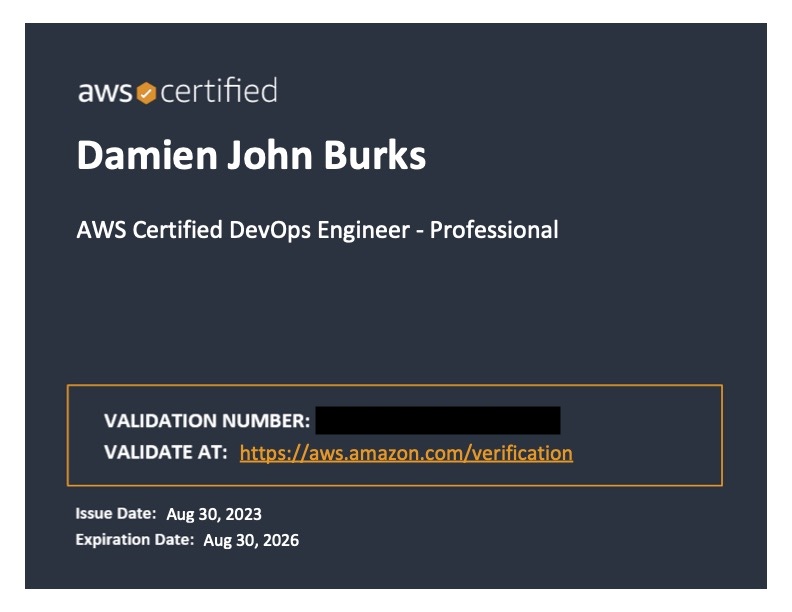 aws certified
Damien John Burks
AWS Certified DevOps Engineer - Professional
VALIDATION NUMBER:
VALIDATE AT: https://aws.amazon.com/verification
Issue Date: Aug 30, 2023
Expiration Date: Aug 30, 2026